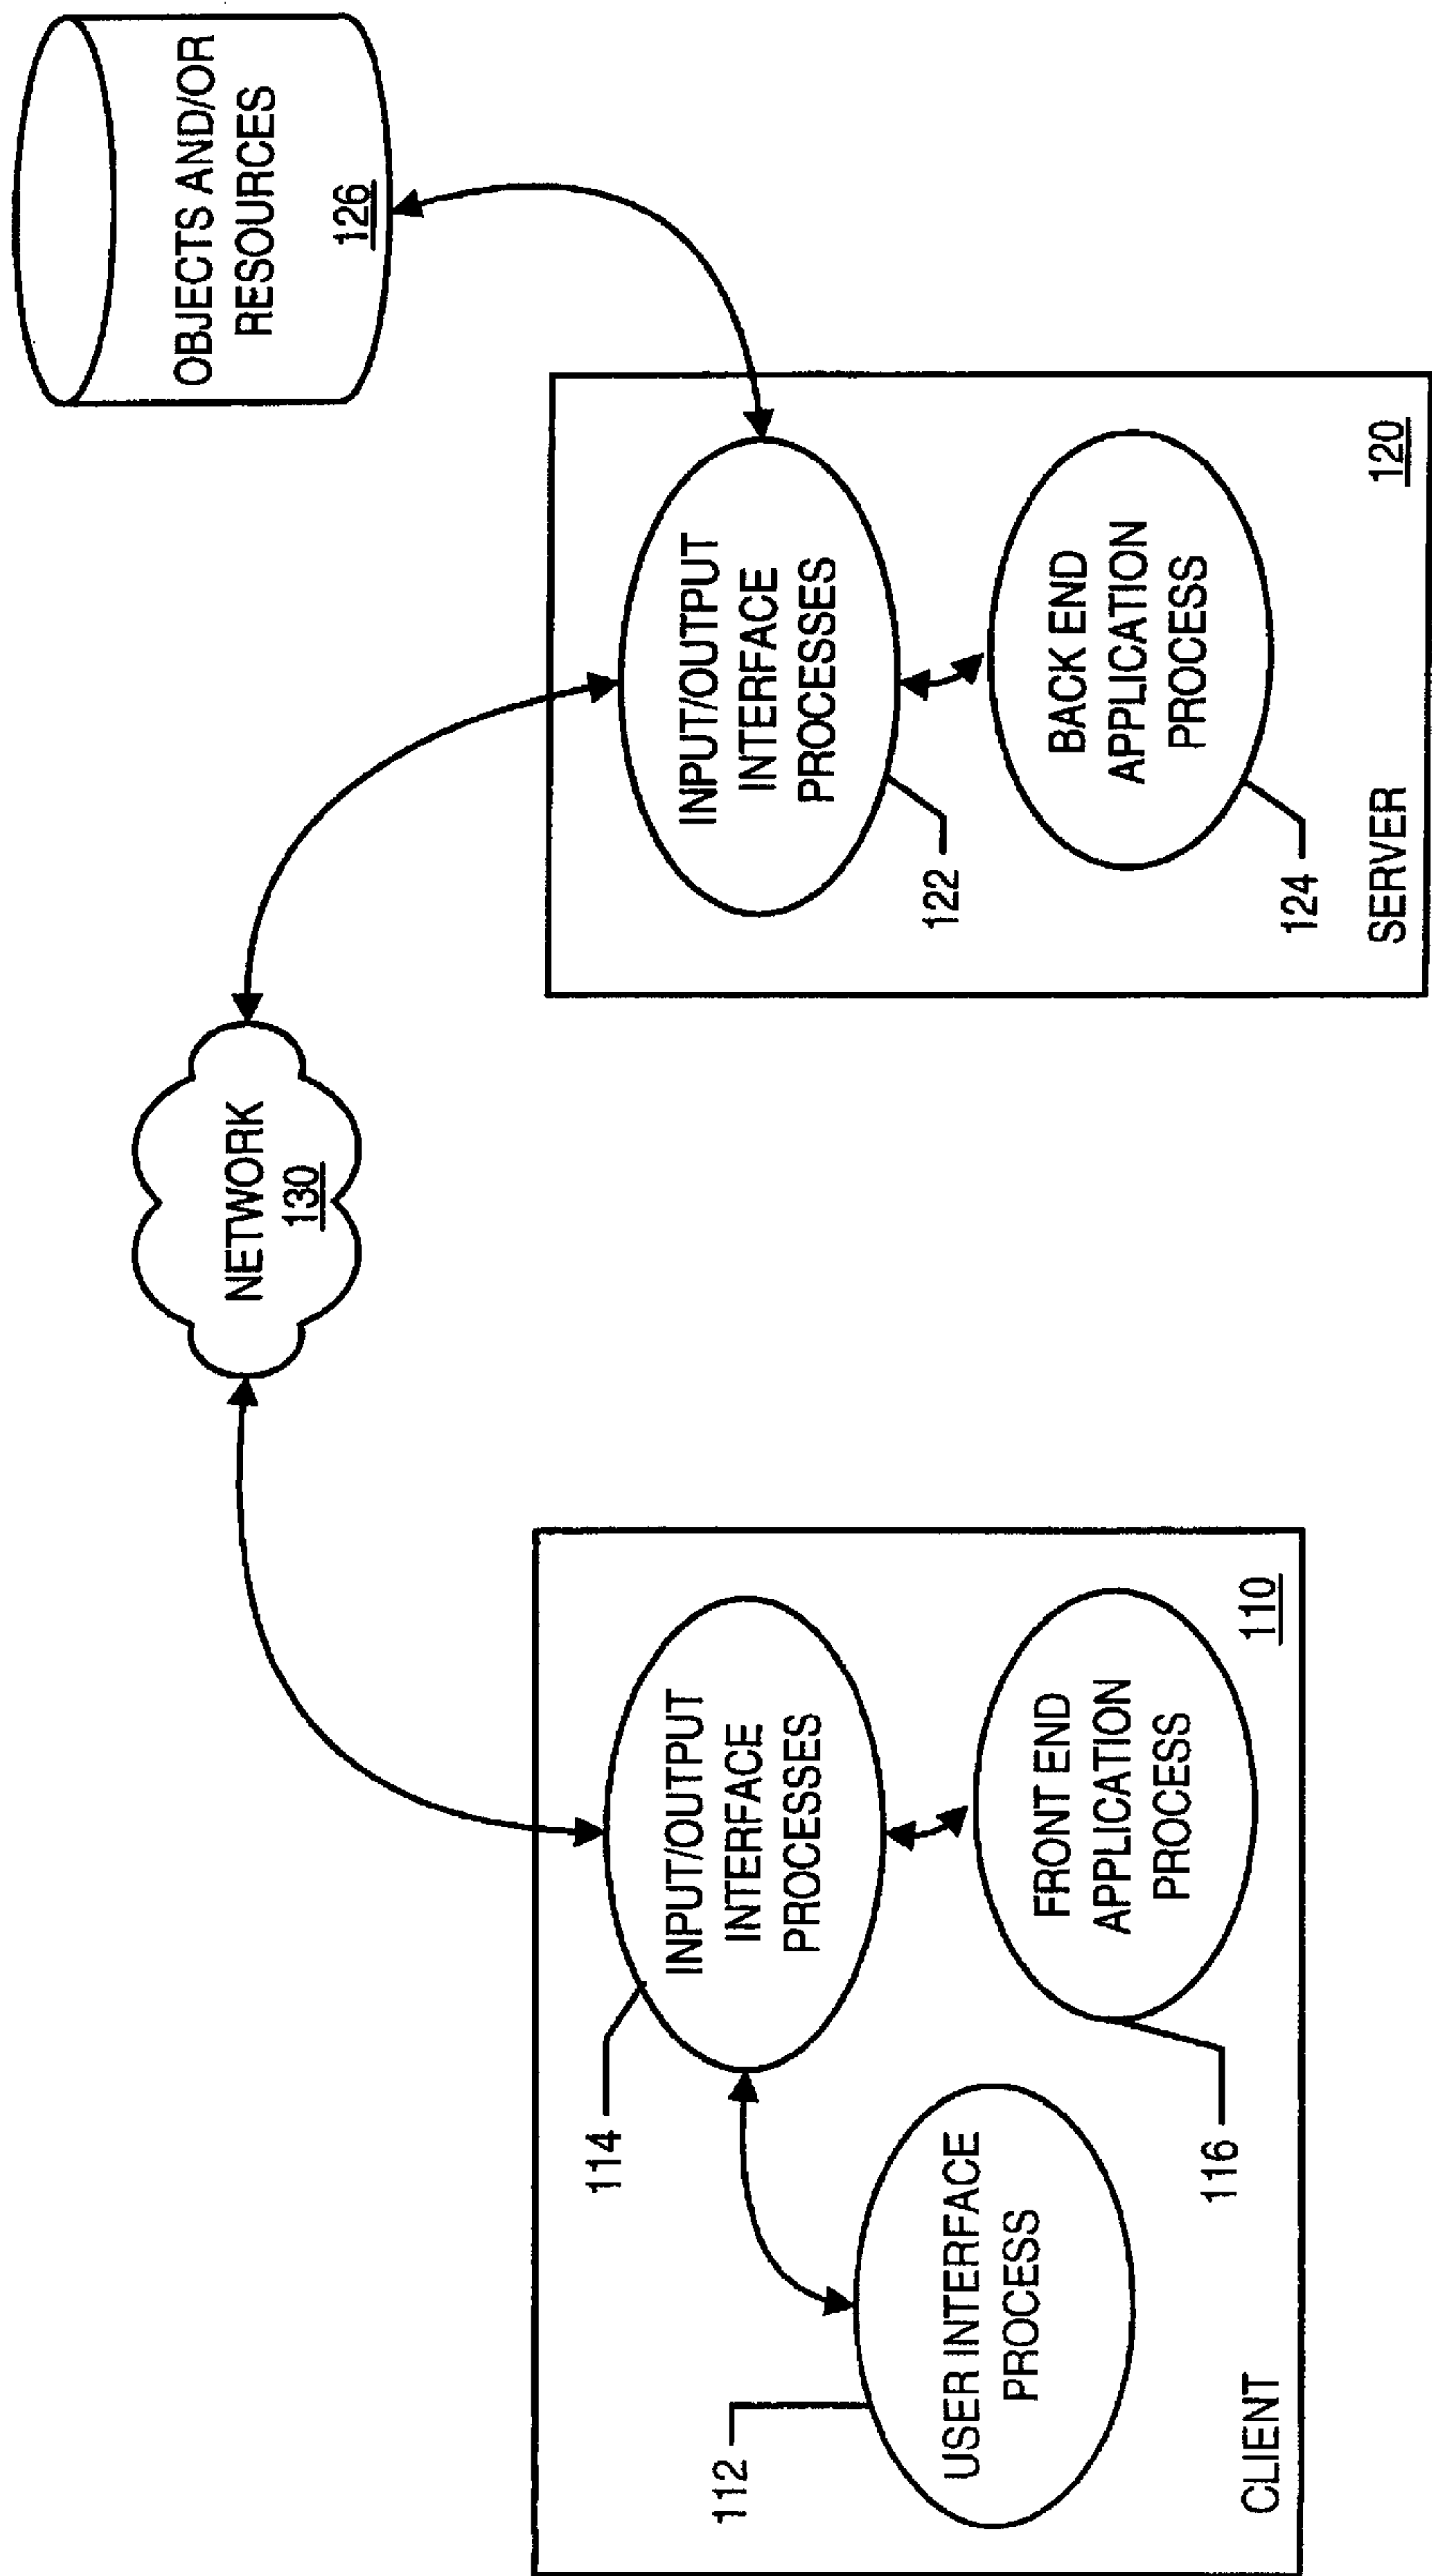 OBJECTS AND/OR
RESOURCES
126
NETWORK
130
INPUT/OUTPUT
INTERFACE
PROCESSES
122
BACK END
APPLICATION
PROCESS
124
SERVER
120
114
INPUT/OUTPUT
INTERFACE
PROCESSES
112
USER INTERFACE
PROCESS
FRONT END
APPLICATION
PROCESS
116
CLIENT
110